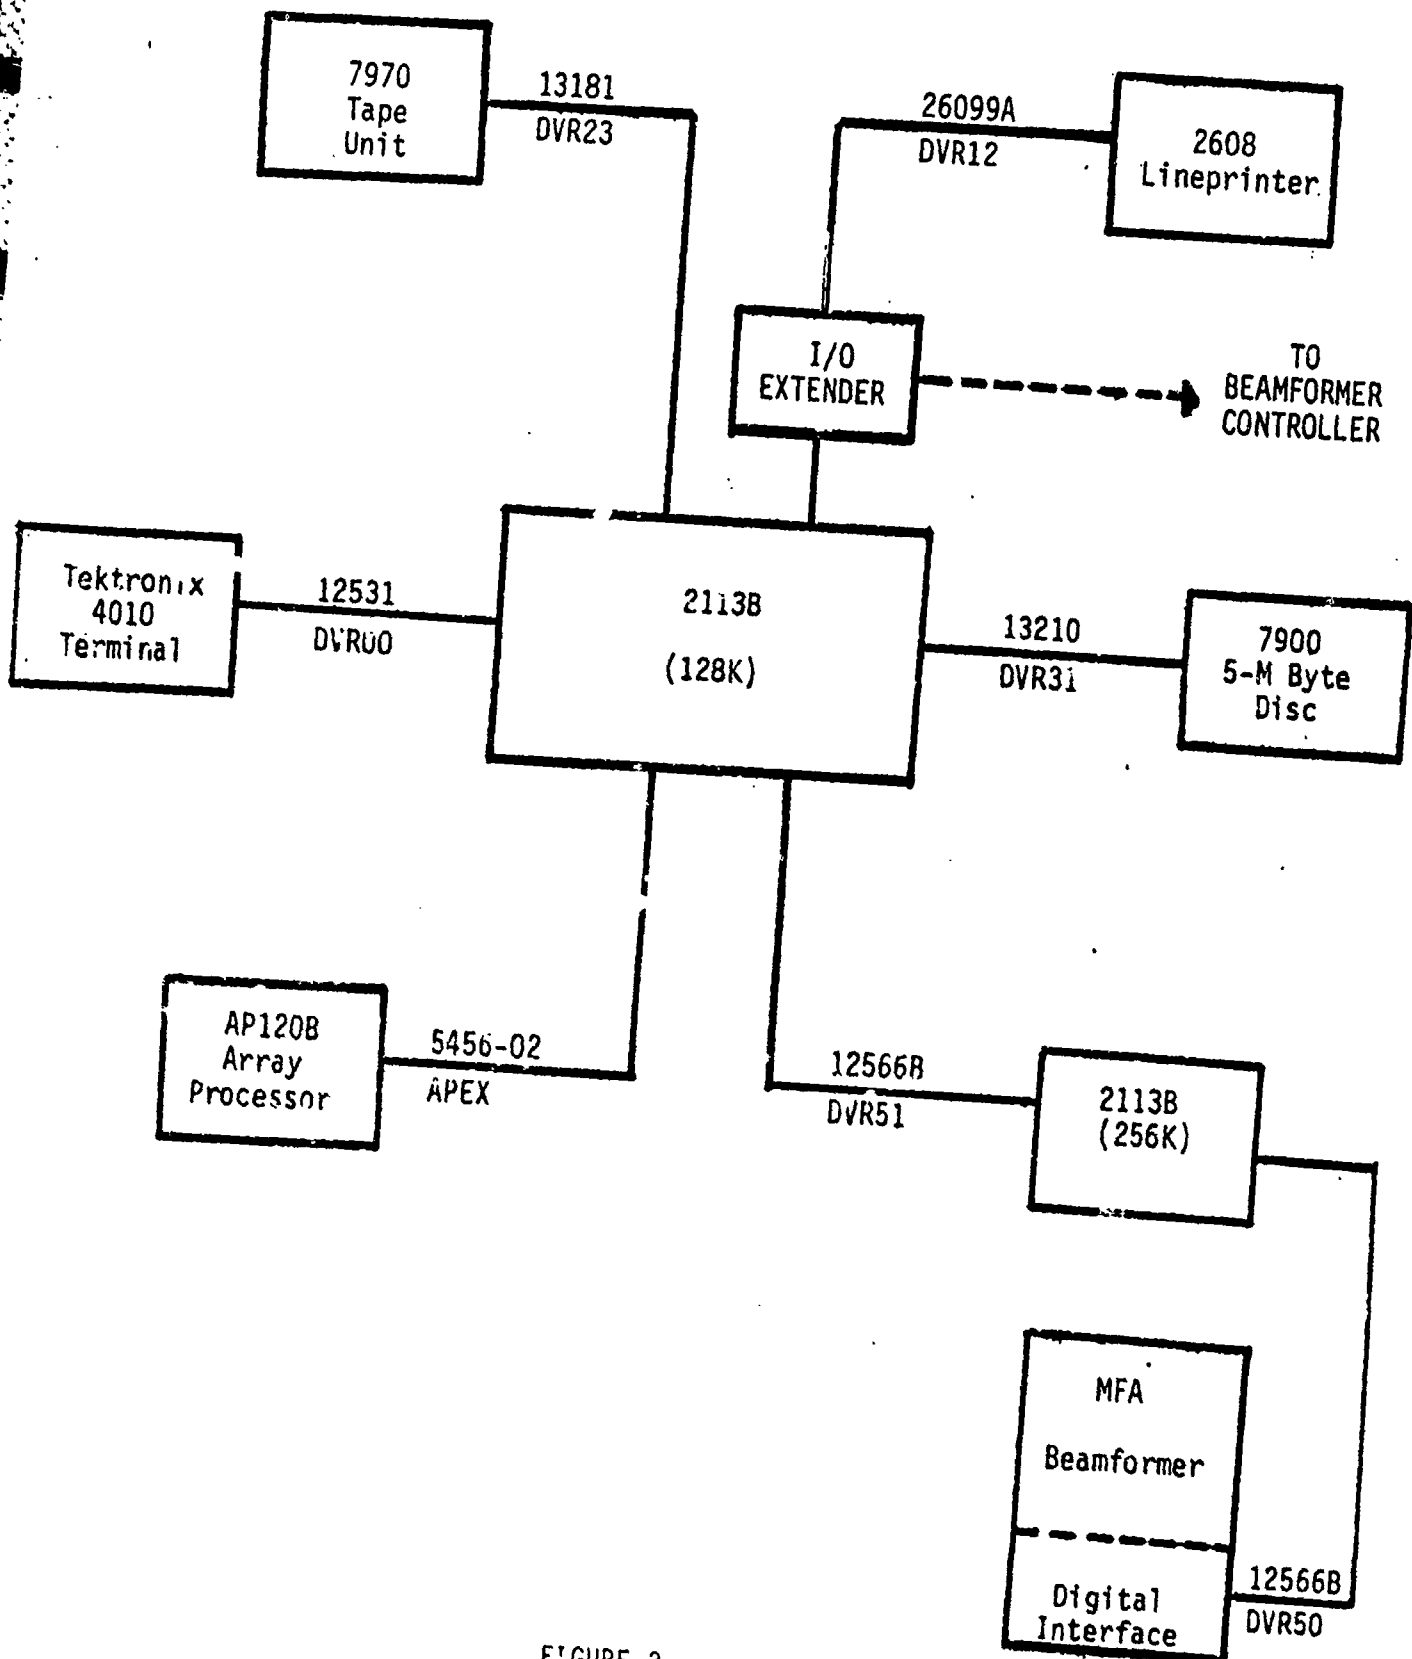 7970
Tape
Unit
13181
DVR23
26099A
DVR12
2608
Lineprinter
I/O
EXTENDER
TO
BEAMFORMER
CONTROLLER
Tektronix
4010
Terminal
12531
DVR00
2113B
(128K)
13210
DVR31
7900
5-M Byte
Disc
AP120B
Array
Processor
5456-02
APEX
12566B
DVR51
2113B
(256K)
MFA
Beamformer
Digital
Interface
12566B
DVR50
FIGURE